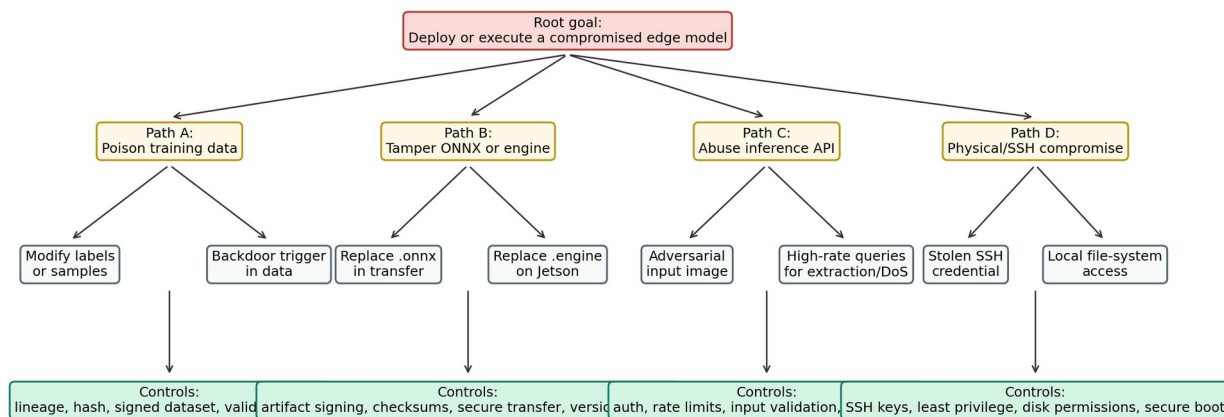 Root goal:
Deploy or execute a compromised edge model
Path A:
Poison training data
Path B:
Tamper ONNX or engine
Path C:
Abuse inference API
Path D:
Physical/SSH compromise
Modify labels
or samples
Backdoor trigger
in data
Replace .onnx
in transfer
Replace .engine
on Jetson
Adversarial
input image
High-rate queries
for extraction/DoS
Stolen SSH
credential
Local file-system
access
Controls:
lineage, hash, signed dataset,
Controls:
artifact signing, checksums, secure transfer,
Controls:
auth, rate limits, input validation,
Controls:
SSH keys, least privilege, disk permissions, secure boot